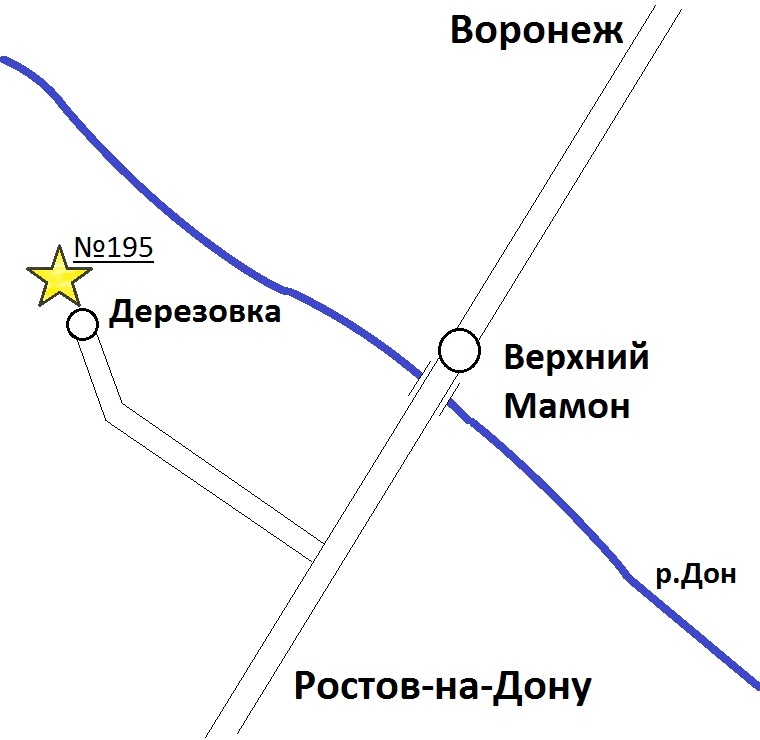 Воронеж
№195
Дерезовка
Верхний
Мамон
р.Дон
Ростов-на-Дону